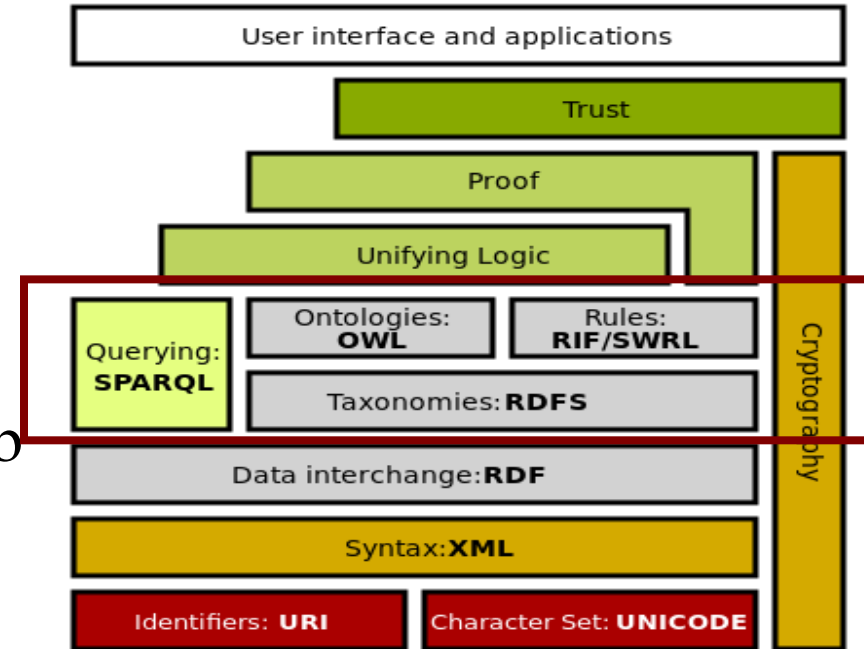 User interface and applications
Trust
Proof
Unifying Logic
Ontologies:
OWL
Rules:
RIF/SWRL
Querying:
SPARQL
Taxonomies: RDFS
Cryptography
b
Data interchange:RDF
Syntax:XML
Identifiers: URI
Character Set: UNICODE